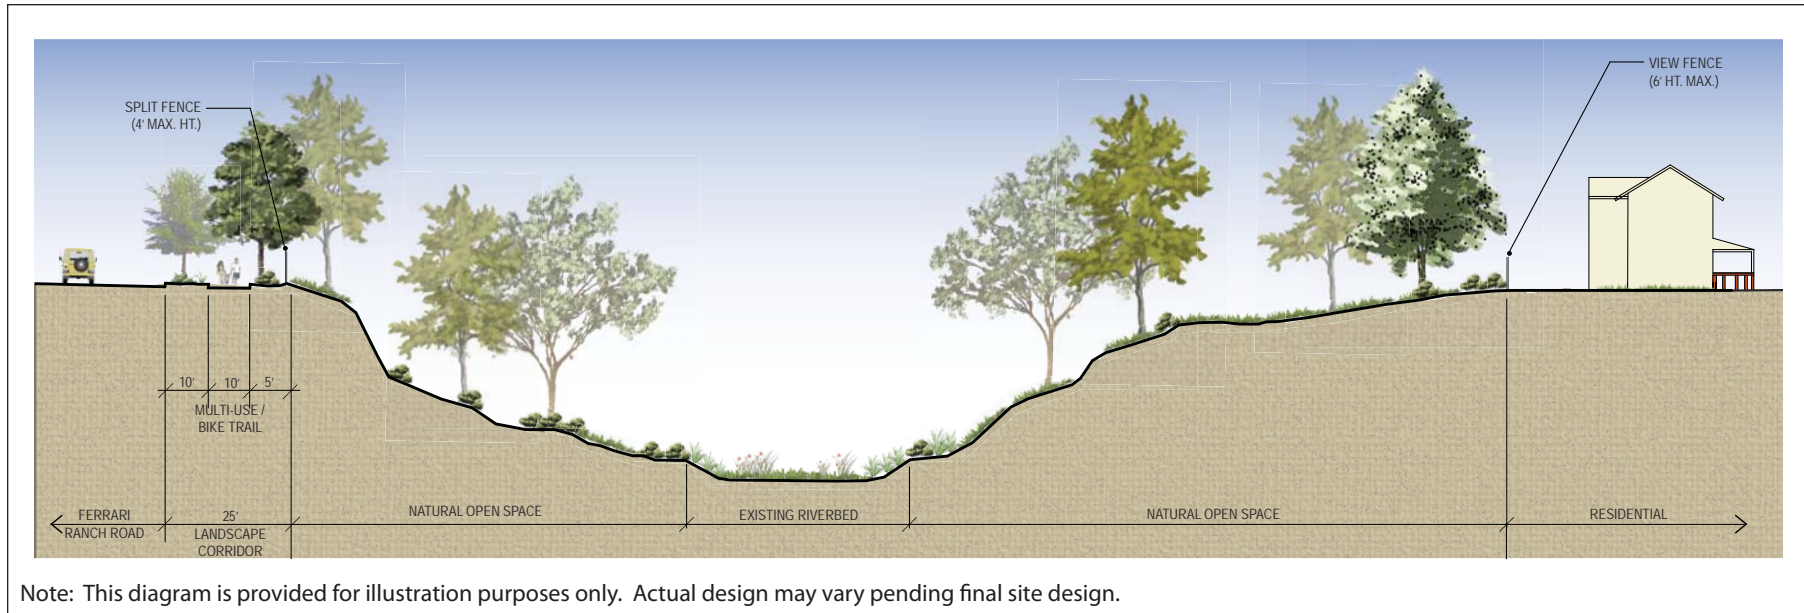 SPLIT FENCE
(4' MAX. HT.)
VIEW FENCE
(6' HT. MAX.)
10' 10' 5'
MULTI-USE /
BIKE TRAIL
FERRARI
RANCH ROAD
25'
LANDSCAPE
CORRIDOR
NATURAL OPEN SPACE
EXISTING RIVERBED
NATURAL OPEN SPACE
RESIDENTIAL
Note: This diagram is provided for illustration purposes only. Actual design may vary pending final site design.